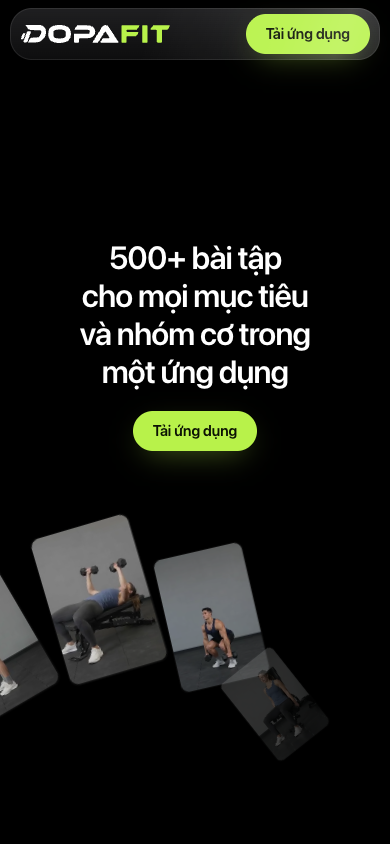 DOPAFIT
Tải ứng dụng
500+ bài tập
cho mọi mục tiêu
và nhóm cơ trong
một ứng dụng
Tải ứng dụng